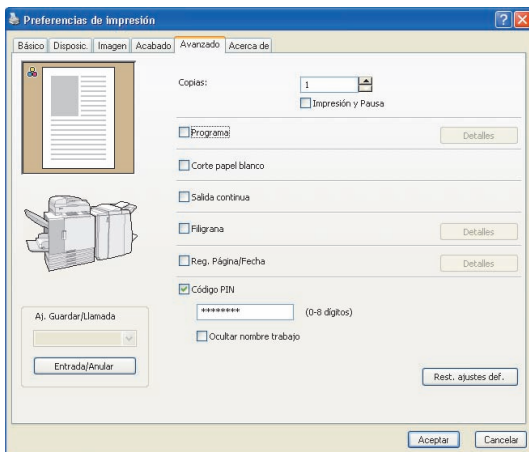 Preferencias de impresión
Básico Disposic. Imagen Acabado Avanzado Acerca de
Copias: 1
Impresión y Pausa
Programa Detalles
Corte papel blanco
Salida continua
Filigrana Detalles
Reg. Página/Fecha Detalles
Código PIN
******** (0-8 dígitos)
Ocultar nombre trabajo
Aj. Guardar/Llamada
Entrada/Anular
Rest. ajustes def.
Aceptar Cancelar